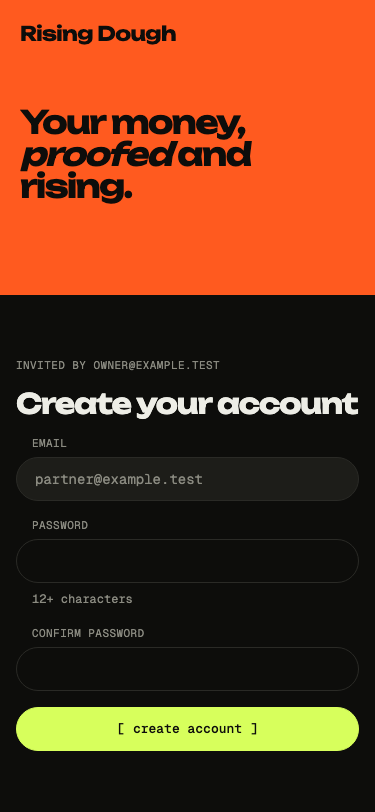 Rising Dough
Your money,
proofed and
rising.
INVITED BY OWNER@EXAMPLE.TEST
Create your account
EMAIL
partner@example.test
PASSWORD
12+ characters
CONFIRM PASSWORD
[ create account ]